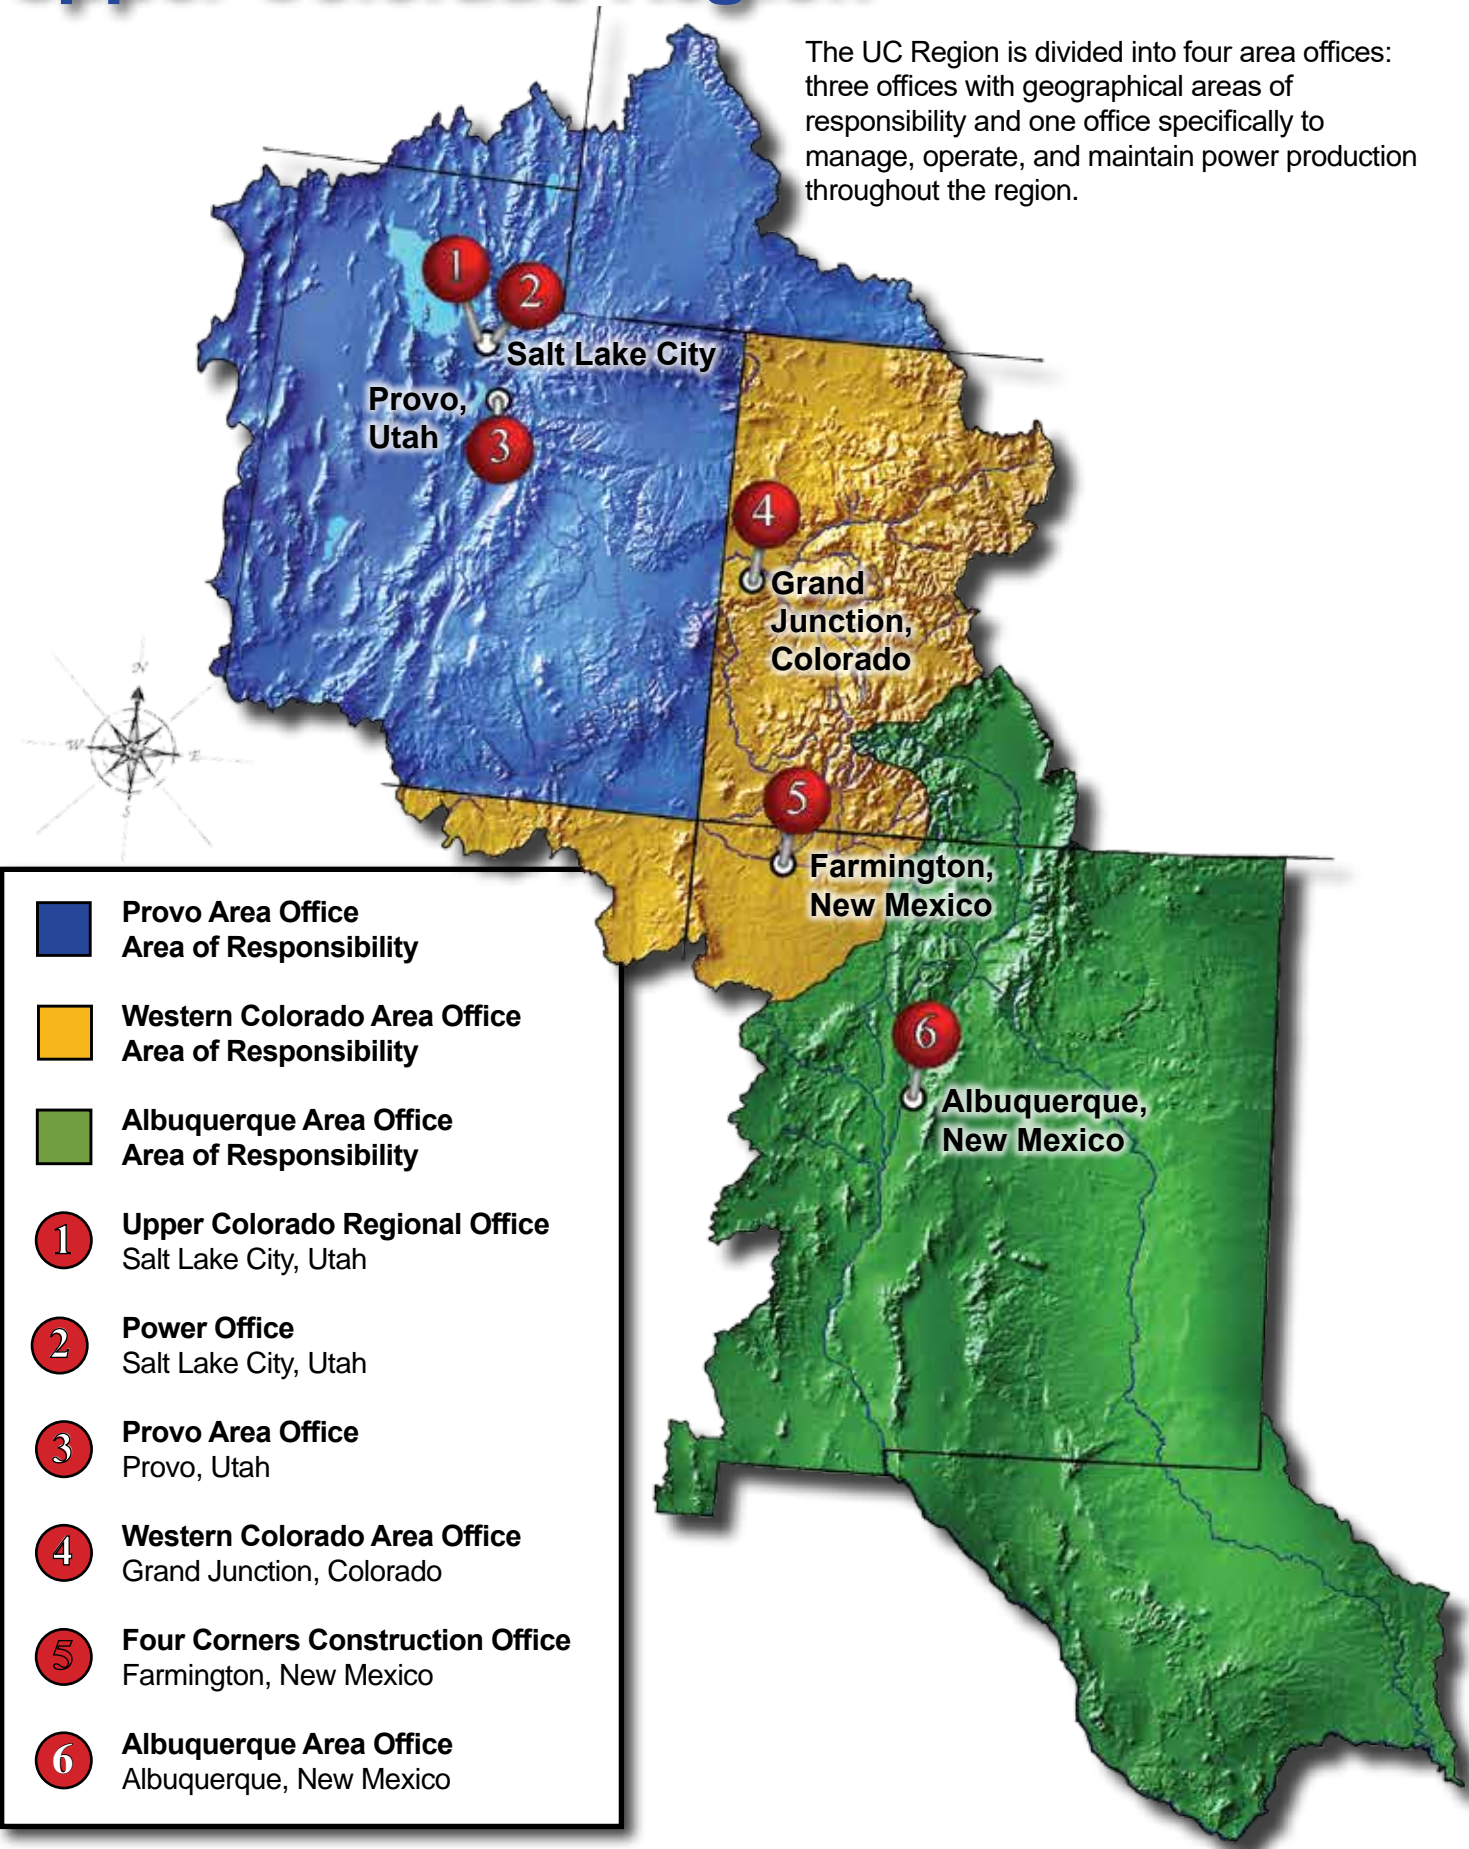 The UC Region is divided into four area offices:
three offices with geographical areas of
responsibility and one office specifically to
manage, operate, and maintain power production
throughout the region.
1
2
Salt Lake City
Provo,
Utah
3
4
Grand
Junction,
Colorado
N
W
E
S
5
Farmington,
New Mexico
6
Albuquerque,
New Mexico
Provo Area Office
Area of Responsibility
Western Colorado Area Office
Area of Responsibility
Albuquerque Area Office
Area of Responsibility
1
Upper Colorado Regional Office
Salt Lake City, Utah
2
Power Office
Salt Lake City, Utah
3
Provo Area Office
Provo, Utah
4
Western Colorado Area Office
Grand Junction, Colorado
5
Four Corners Construction Office
Farmington, New Mexico
6
Albuquerque Area Office
Albuquerque, New Mexico